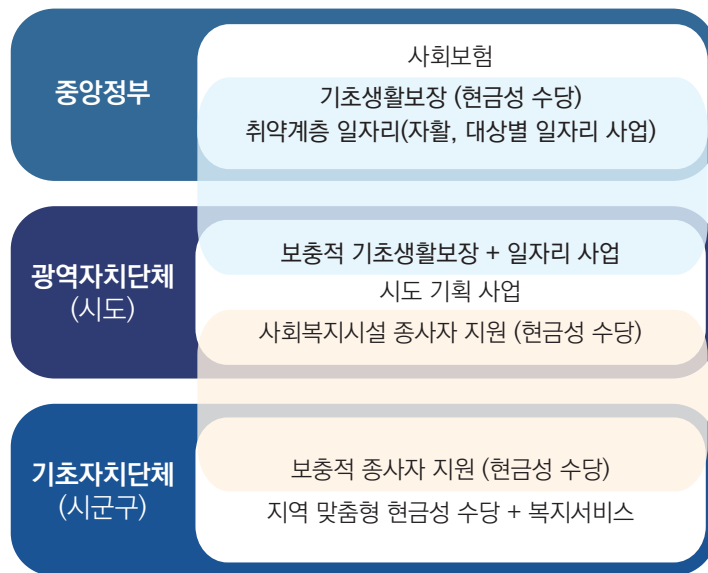 중앙정부
사회보험
기초생활보장 (현금성 수당)
취약계층 일자리(자활, 대상별 일자리 사업)
광역자치단체
(시도)
보충적 기초생활보장 + 일자리 사업
시도 기획 사업
사회복지시설 종사자 지원 (현금성 수당)
기초자치단체
(시군구)
보충적 종사자 지원 (현금성 수당)
지역 맞춤형 현금성 수당 + 복지서비스